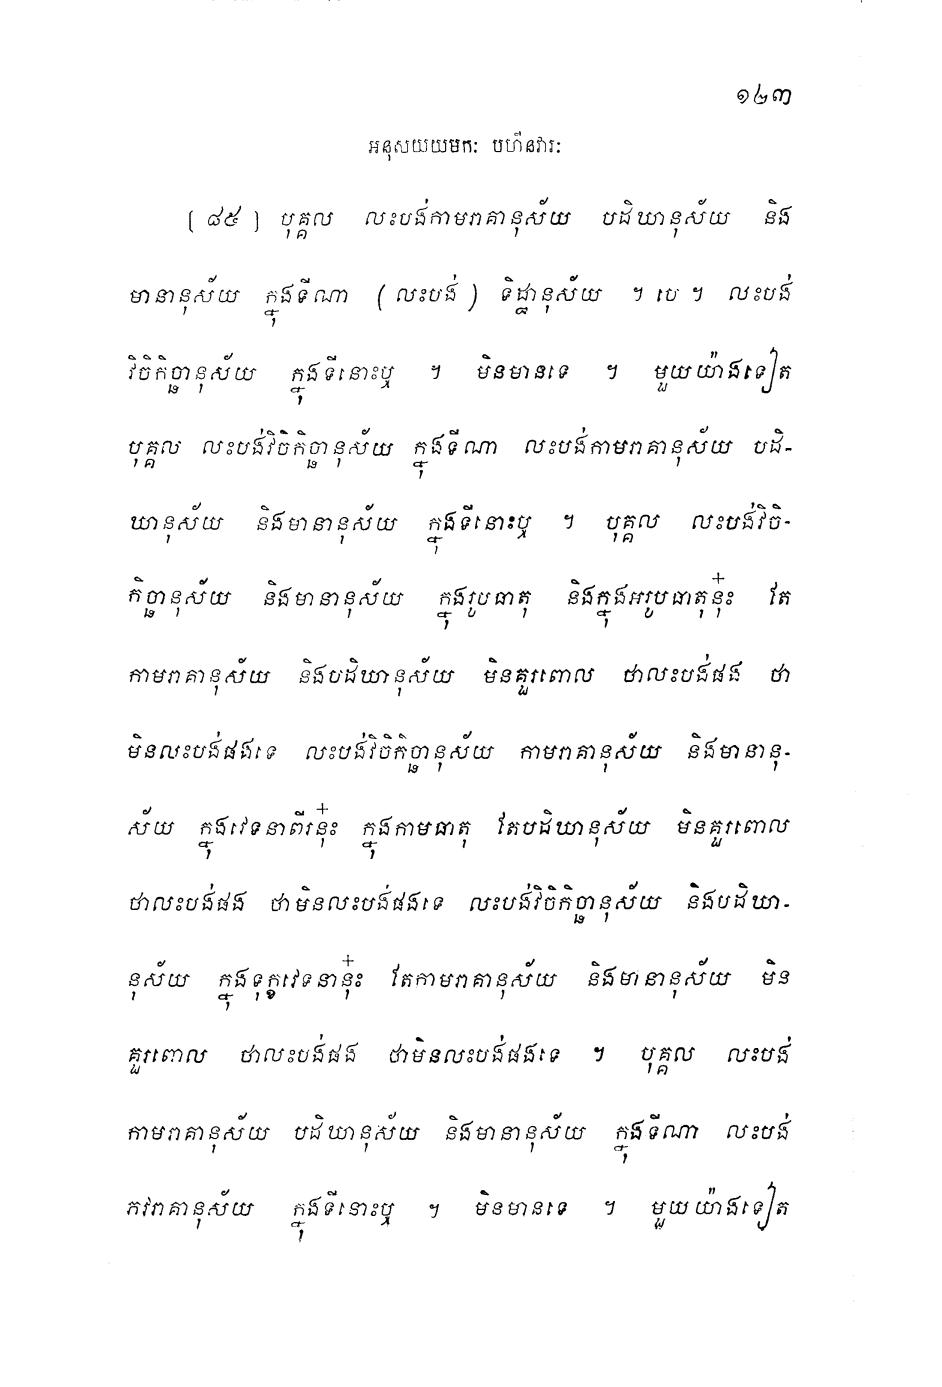 ១៤៣
អនុសយយមកៈ បហីនវារៈ
( ៨៥ ) បុគ្គល លះបង់កាមរាគានុស័យ បដិឃានុស័យ និង
មានានុស័យ ក្នុងទីណា (លះបង់) ទិដ្ឋានុស័យ ។ បេ ។ លះបង់
វិចិកិច្ឆានុស័យ ក្នុងទីនោះឬ ។ មិនមានទេ ។ មួយយ៉ាងទៀត
បុគ្គល លះបង់វិចិកិច្ឆានុស័យ ក្នុងទីណា លះបង់កាមរាគានុស័យ បដិ-
ឃានុស័យ និងមានានុស័យ ក្នុងទីនោះឬ ។ បុគ្គល លះបង់វិចិ-
កិច្ឆានុស័យ និងមានានុស័យ ក្នុងរូបធាតុ និងក្នុងអរូបធាតុនុ៎ះ តែ
កាមរាគានុស័យ និងបដិឃានុស័យ មិនគួរពោល ថាលះបង់ផង ថា
មិនលះបង់ផងទេ លះបង់វិចិកិច្ឆានុស័យ កាមរាគានុស័យ និងមានានុ-
ស័យ ក្នុងវេទនាពីរនុ៎ះ ក្នុងកាមធាតុ តែបដិឃានុស័យ មិនគួរពោល
ថាលះបង់ផង ថាមិនលះបង់ផងទេ លះបង់វិចិកិច្ឆានុស័យ និងបដិឃា-
នុស័យ ក្នុងទុក្ខវេទនានុ៎ះ តែកាមរាគានុស័យ និងមានានុស័យ មិន
គួរពោល ថាលះបង់ផង ថាមិនលះបង់ផងទេ ។ បុគ្គល លះបង់
កាមរាគានុស័យ បដិឃានុស័យ និងមានានុស័យ ក្នុងទីណា លះបង់
ភវរាគានុស័យ ក្នុងទីនោះឬ ។ មិនមានទេ ។ មួយយ៉ាងទៀត